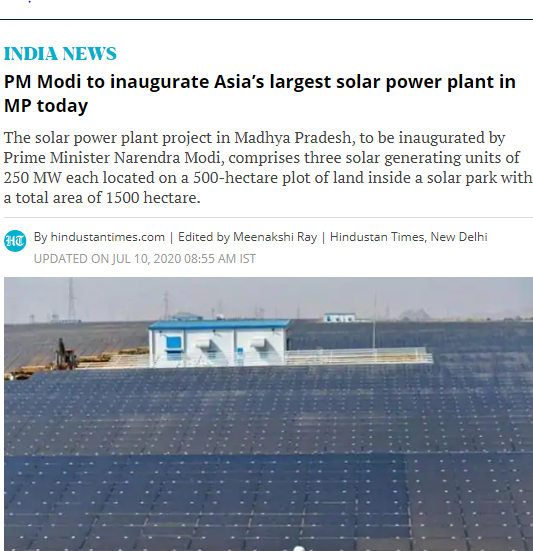 INDIA NEWS
PM Modi to inaugurate Asia’s largest solar power plant in
MP today
The solar power plant project in Madhya Pradesh, to be inaugurated by
Prime Minister Narendra Modi, comprises three solar generating units of
250 MW each located on a 500-hectare plot of land inside a solar park with
a total area of 1500 hectare.
HT
By hindustantimes.com | Edited by Meenakshi Ray | Hindustan Times, New Delhi
UPDATED ON JUL 10, 2020 08:55 AM IST